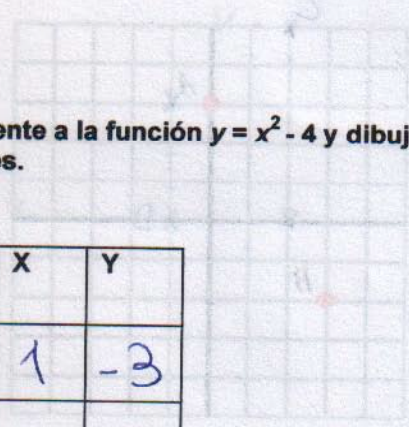 ente a la función y = x² - 4 y dibuj
s.
X Y
1 -3